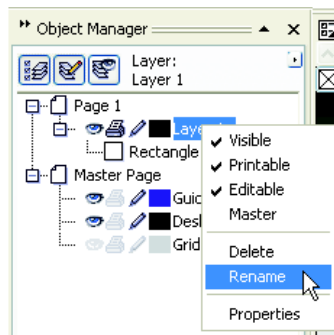 Object Manager
Layer:
Layer 1
Page 1
Layer 1
Rectangle
Master Page
Guid
Desk
Grid
Visible
Printable
Editable
Master
Delete
Rename
Properties